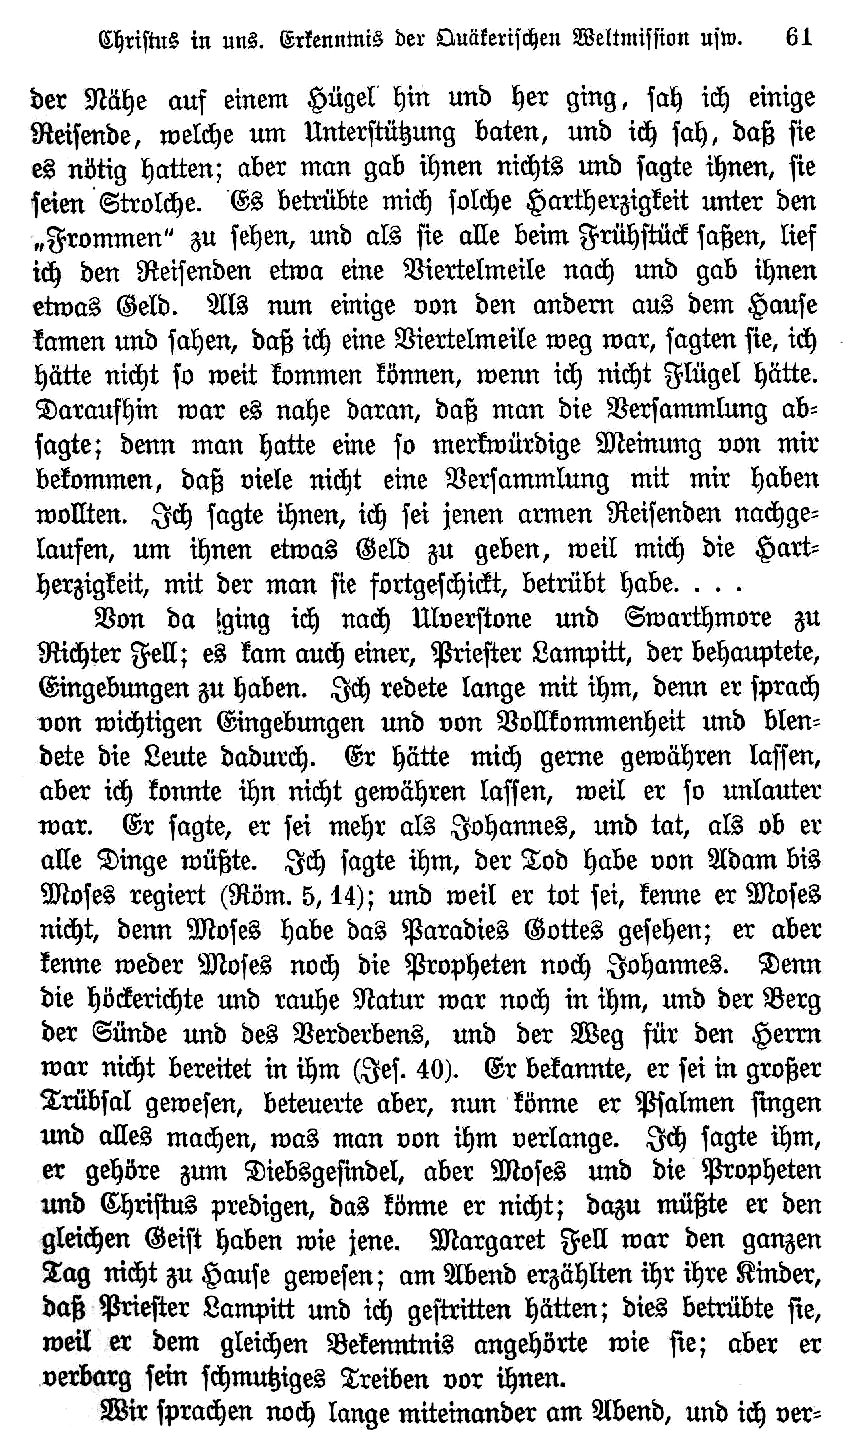 Christus in uns. Erkenntnis der Quäkerischen Weltmission usw. 61
der Nähe auf einem Hügel hin und her ging, sah ich einige
Reisende, welche um Unterstützung baten, und ich sah, daß sie
es nötig hatten; aber man gab ihnen nichts und sagte ihnen, sie
seien Strolche. Es betrübte mich solche Hartherzigkeit unter den
„Frommen“ zu sehen, und als sie alle beim Frühstück saßen, lief
ich den Reisenden etwa eine Viertelmeile nach und gab ihnen
etwas Geld. Als nun einige von den andern aus dem Hause
kamen und sahen, daß ich eine Viertelmeile weg war, sagten sie, ich
hätte nicht so weit kommen können, wenn ich nicht Flügel hätte.
Daraufhin war es nahe daran, daß man die Versammlung ab-
sagte; denn man hatte eine so merkwürdige Meinung von mir
bekommen, daß viele nicht eine Versammlung mit mir haben
wollten. Ich sagte ihnen, ich sei jenen armen Reisenden nachge-
laufen, um ihnen etwas Geld zu geben, weil mich die Hart-
herzigkeit, mit der man sie fortgeschickt, betrübt habe. . . .
Von da ging ich nach Ulverstone und Swarthmore zu
Richter Fell; es kam auch einer, Priester Lampitt, der behauptete,
Eingebungen zu haben. Ich redete lange mit ihm, denn er sprach
von wichtigen Eingebungen und von Vollkommenheit und blen-
dete die Leute dadurch. Er hätte mich gerne gewähren lassen,
aber ich konnte ihn nicht gewähren lassen, weil er so unlauter
war. Er sagte, er sei mehr als Johannes, und tat, als ob er
alle Dinge wüßte. Ich sagte ihm, der Tod habe von Adam bis
Moses regiert (Röm. 5, 14); und weil er tot sei, kenne er Moses
nicht, denn Moses habe das Paradies Gottes gesehen; er aber
kenne weder Moses noch die Propheten noch Johannes. Denn
die höckerichte und rauhe Natur war noch in ihm, und der Berg
der Sünde und des Verderbens, und der Weg für den Herrn
war nicht bereitet in ihm (Jes. 40). Er bekannte, er sei in großer
Trübsal gewesen, beteuerte aber, nun könne er Psalmen singen
und alles machen, was man von ihm verlange. Ich sagte ihm,
er gehöre zum Diebsgesindel, aber Moses und die Propheten
und Christus predigen, das könne er nicht; dazu müßte er den
gleichen Geist haben wie jene. Margaret Fell war den ganzen
Tag nicht zu Hause gewesen; am Abend erzählten ihr ihre Kinder,
daß Priester Lampitt und ich gestritten hätten; dies betrübte sie,
weil er dem gleichen Bekenntnis angehörte wie sie; aber er
verbarg sein schmutziges Treiben vor ihnen.
Wir sprachen noch lange miteinander am Abend, und ich ver-